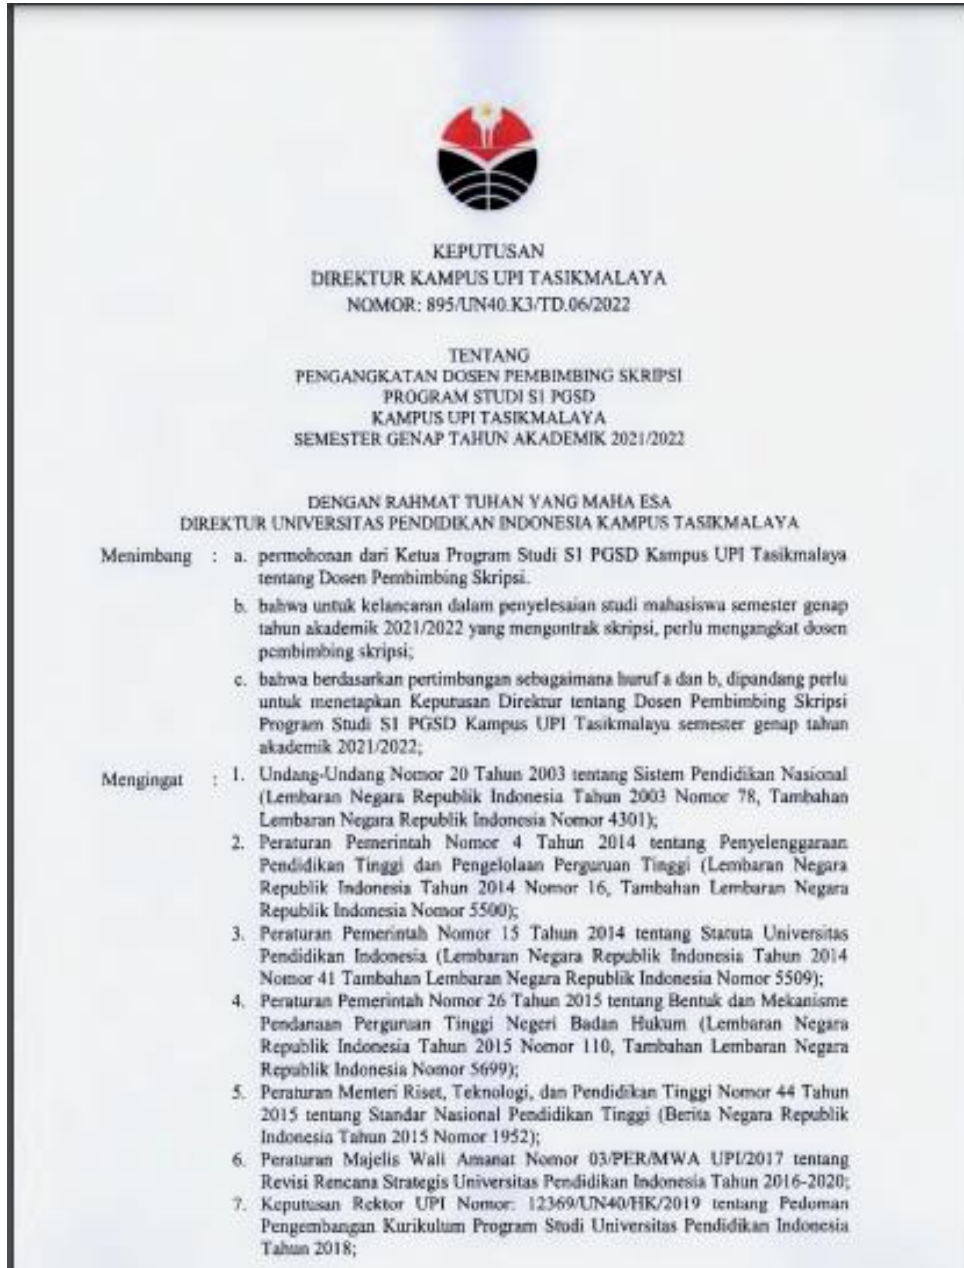 KEPUTUSAN
DIREKTUR KAMPUS UPI TASIKMALAYA
NOMOR: 895/UN40.K3/TD.06/2022
TENTANG
PENGANGKATAN DOSEN PEMBIMBING SKRIPSI
PROGRAM STUDI S1 PGSD
KAMPUS UPI TASIKMALAYA
SEMESTER GENAP TAHUN AKADEMIK 2021/2022
DENGAN RAHMAT TUHAN YANG MAHA ESA
DIREKTUR UNIVERSITAS PENDIDIKAN INDONESIA KAMPUS TASIKMALAYA
Menimbang : a. permohonan dari Ketua Program Studi S1 PGSD Kampus UPI Tasikmalaya
tentang Dosen Pembimbing Skripsi.
b. bahwa untuk kelancaran dalam penyelesaian studi mahasiswa semester genap
tahun akademik 2021/2022 yang mengontrak skripsi, perlu mengangkat dosen
pembimbing skripsi;
c. bahwa berdasarkan pertimbangan sebagaimana huruf a dan b, dipandang perlu
untuk menetapkan Keputusan Direktur tentang Dosen Pembimbing Skripsi
Program Studi S1 PGSD Kampus UPI Tasikmalaya semester genap tahun
akademik 2021/2022;
Mengingat : 1. Undang-Undang Nomor 20 Tahun 2003 tentang Sistem Pendidikan Nasional
(Lembaran Negara Republik Indonesia Tahun 2003 Nomor 78, Tambahan
Lembaran Negara Republik Indonesia Nomor 4301);
2. Peraturan Pemerintah Nomor 4 Tahun 2014 tentang Penyelenggaraan
Pendidikan Tinggi dan Pengelolaan Perguruan Tinggi (Lembaran Negara
Republik Indonesia Tahun 2014 Nomor 16, Tambahan Lembaran Negara
Republik Indonesia Nomor 5500);
3. Peraturan Pemerintah Nomor 15 Tahun 2014 tentang Statuta Universitas
Pendidikan Indonesia (Lembaran Negara Republik Indonesia Tahun 2014
Nomor 41 Tambahan Lembaran Negara Republik Indonesia Nomor 5509);
4. Peraturan Pemerintah Nomor 26 Tahun 2015 tentang Bentuk dan Mekanisme
Pendanaan Perguruan Tinggi Negeri Badan Hukum (Lembaran Negara
Republik Indonesia Tahun 2015 Nomor 110, Tambahan Lembaran Negara
Republik Indonesia Nomor 5699);
5. Peraturan Menteri Riset, Teknologi, dan Pendidikan Tinggi Nomor 44 Tahun
2015 tentang Standar Nasional Pendidikan Tinggi (Berita Negara Republik
Indonesia Tahun 2015 Nomor 1952);
6. Peraturan Majelis Wali Amanat Nomor 03/PER/MWA UPI/2017 tentang
Revisi Rencana Strategis Universitas Pendidikan Indonesia Tahun 2016-2020;
7. Keputusan Rektor UPI Nomor: 12369/UN40/HK/2019 tentang Pedoman
Pengembangan Kurikulum Program Studi Universitas Pendidikan Indonesia
Tahun 2018;